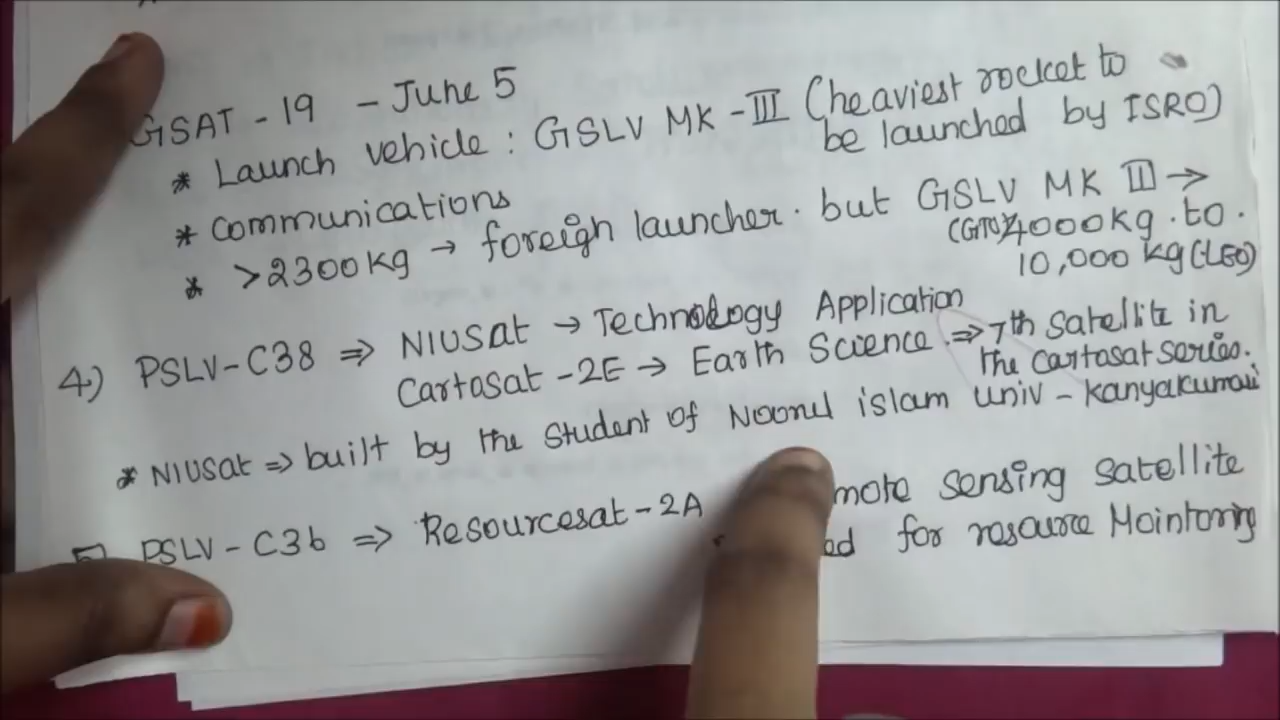 GSAT - 19 - June 5
* Launch vehicle : GSLV MK - III (heaviest rocket to
be launched by ISRO)
* Communications
* >2300kg → foreign launcher. but GSLV MK III →
(GTO) 4000kg to
10,000 kg (LEO)
4) PSLV-C38 ⇒ NIUsat → Technology Application
Cartosat -2E → Earth Science ⇒ 7th Satellite in
the Cartosat series.
* NIUsat ⇒ built by the Student of Noorul islam Univ - Kanyakumari
5) PSLV - C36 ⇒ Resourcesat - 2A
sensing satellite
for resource Mointoring